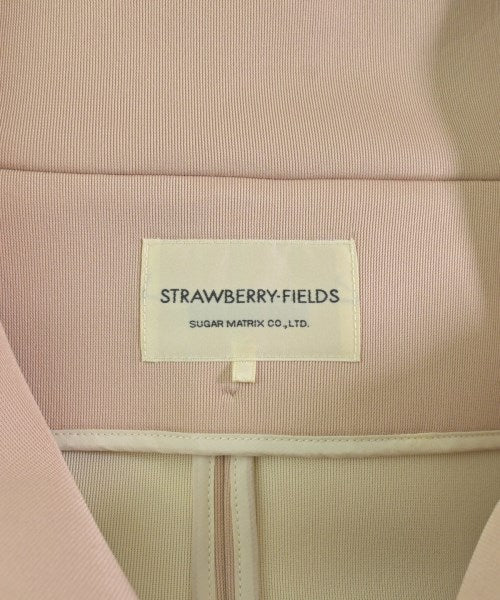 STRAWBERRY-FIELDS
SUGAR MATRIX CO.,LTD.